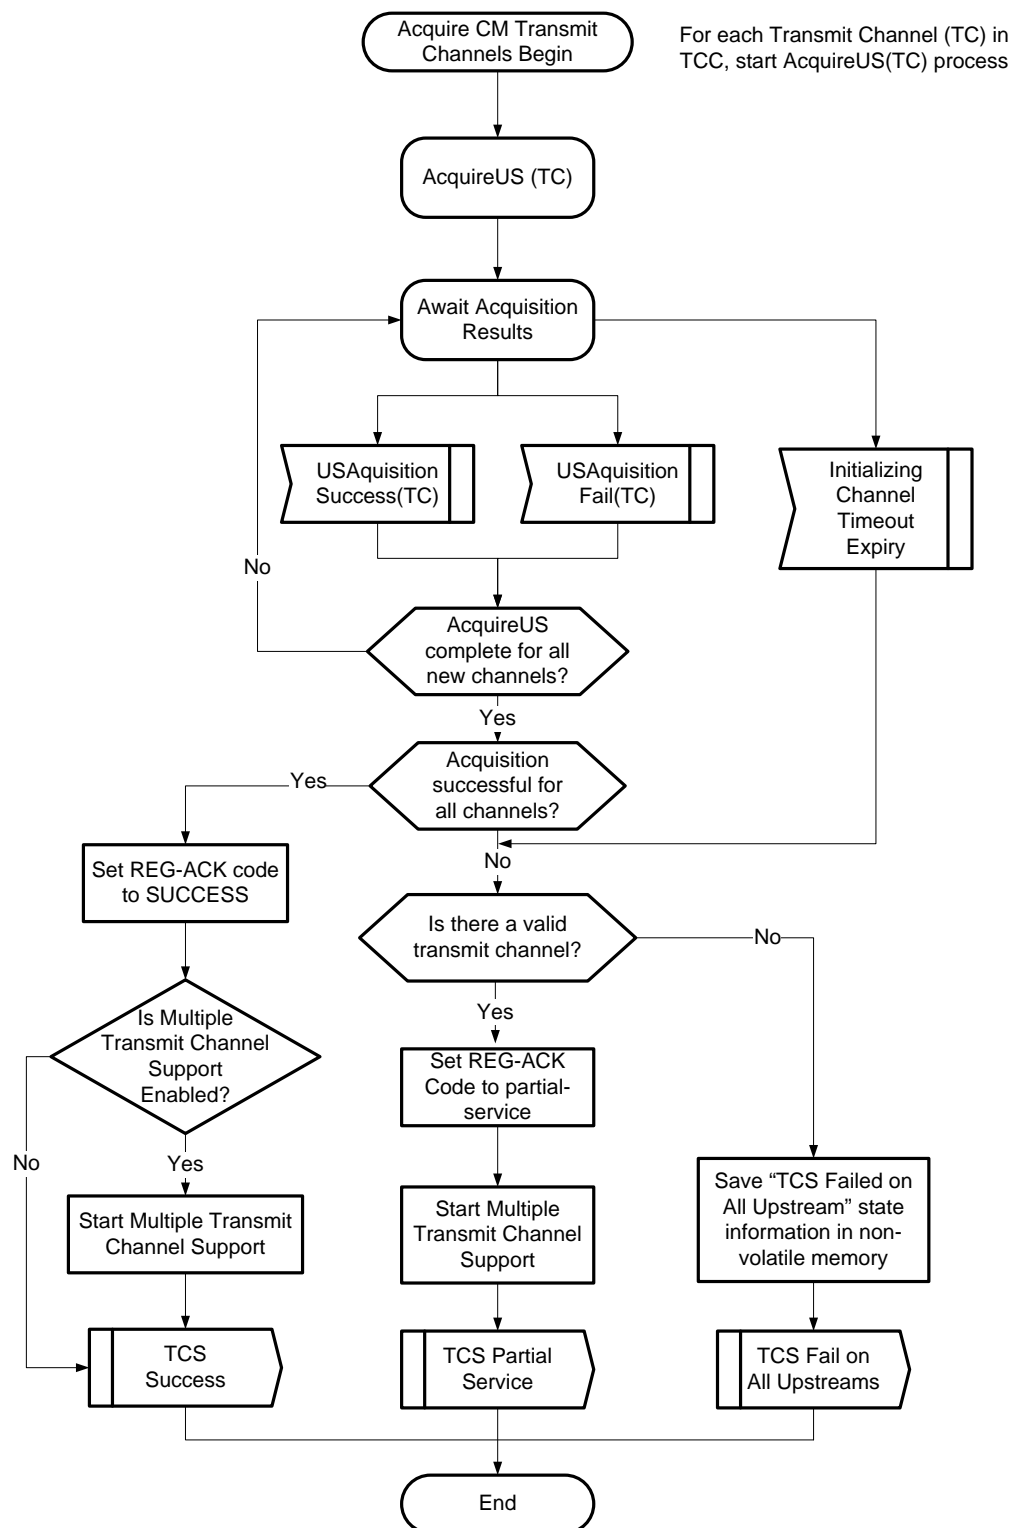 Acquire CM Transmit
Channels Begin
For each Transmit Channel (TC) in
TCC, start AcquireUS(TC) process
AcquireUS (TC)
Await Acquisition
Results
USAquisition
Success(TC)
USAquisition
Fail(TC)
Initializing
Channel
Timeout
Expiry
No
AcquireUS
complete for all
new channels?
Yes
Acquisition
successful for
all channels?
Yes
No
Set REG-ACK code
to SUCCESS
Is there a valid
transmit channel?
No
Yes
Is Multiple
Transmit Channel
Support
Enabled?
Set REG-ACK
Code to partial-
service
No
Yes
Start Multiple Transmit
Channel Support
Start Multiple
Transmit Channel
Support
Save “TCS Failed on
All Upstream” state
information in non-
volatile memory
TCS
Success
TCS Partial
Service
TCS Fail on
All Upstreams
End